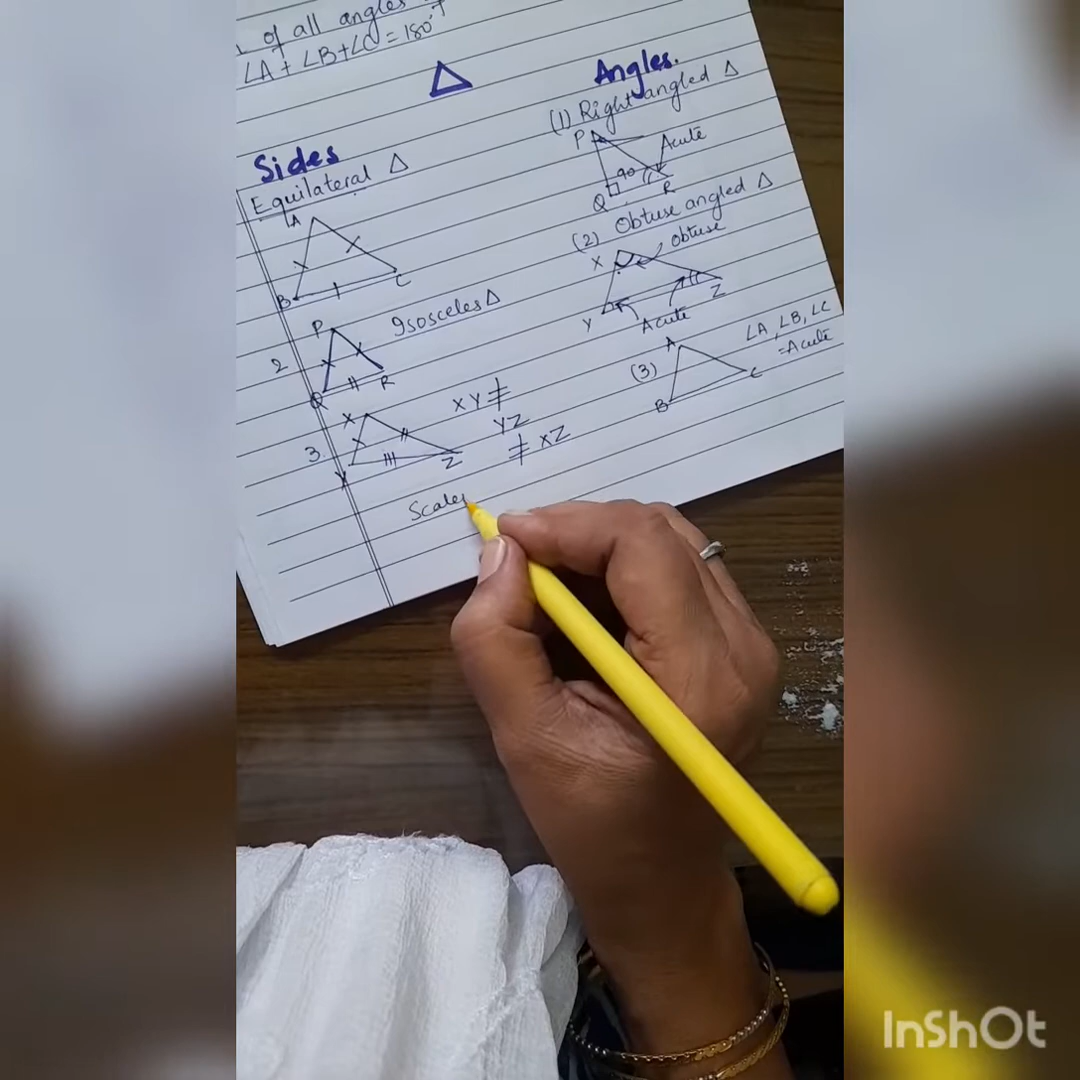 of all angles
∠A + ∠B + ∠C = 180°
Δ
Sides
Equilateral Δ
A
B
C
2
Isosceles Δ
P
Q
R
3.
X
Y
Z
XY ≠
YZ
≠ XZ
Scale
Angles.
(1) Right angled Δ
P
Acute
90
Q
R
(2) Obtuse angled Δ
X
Obtuse
Y
Z
Acute
(3)
A
B
C
∠A, ∠B, ∠C
=Acute
InShOt